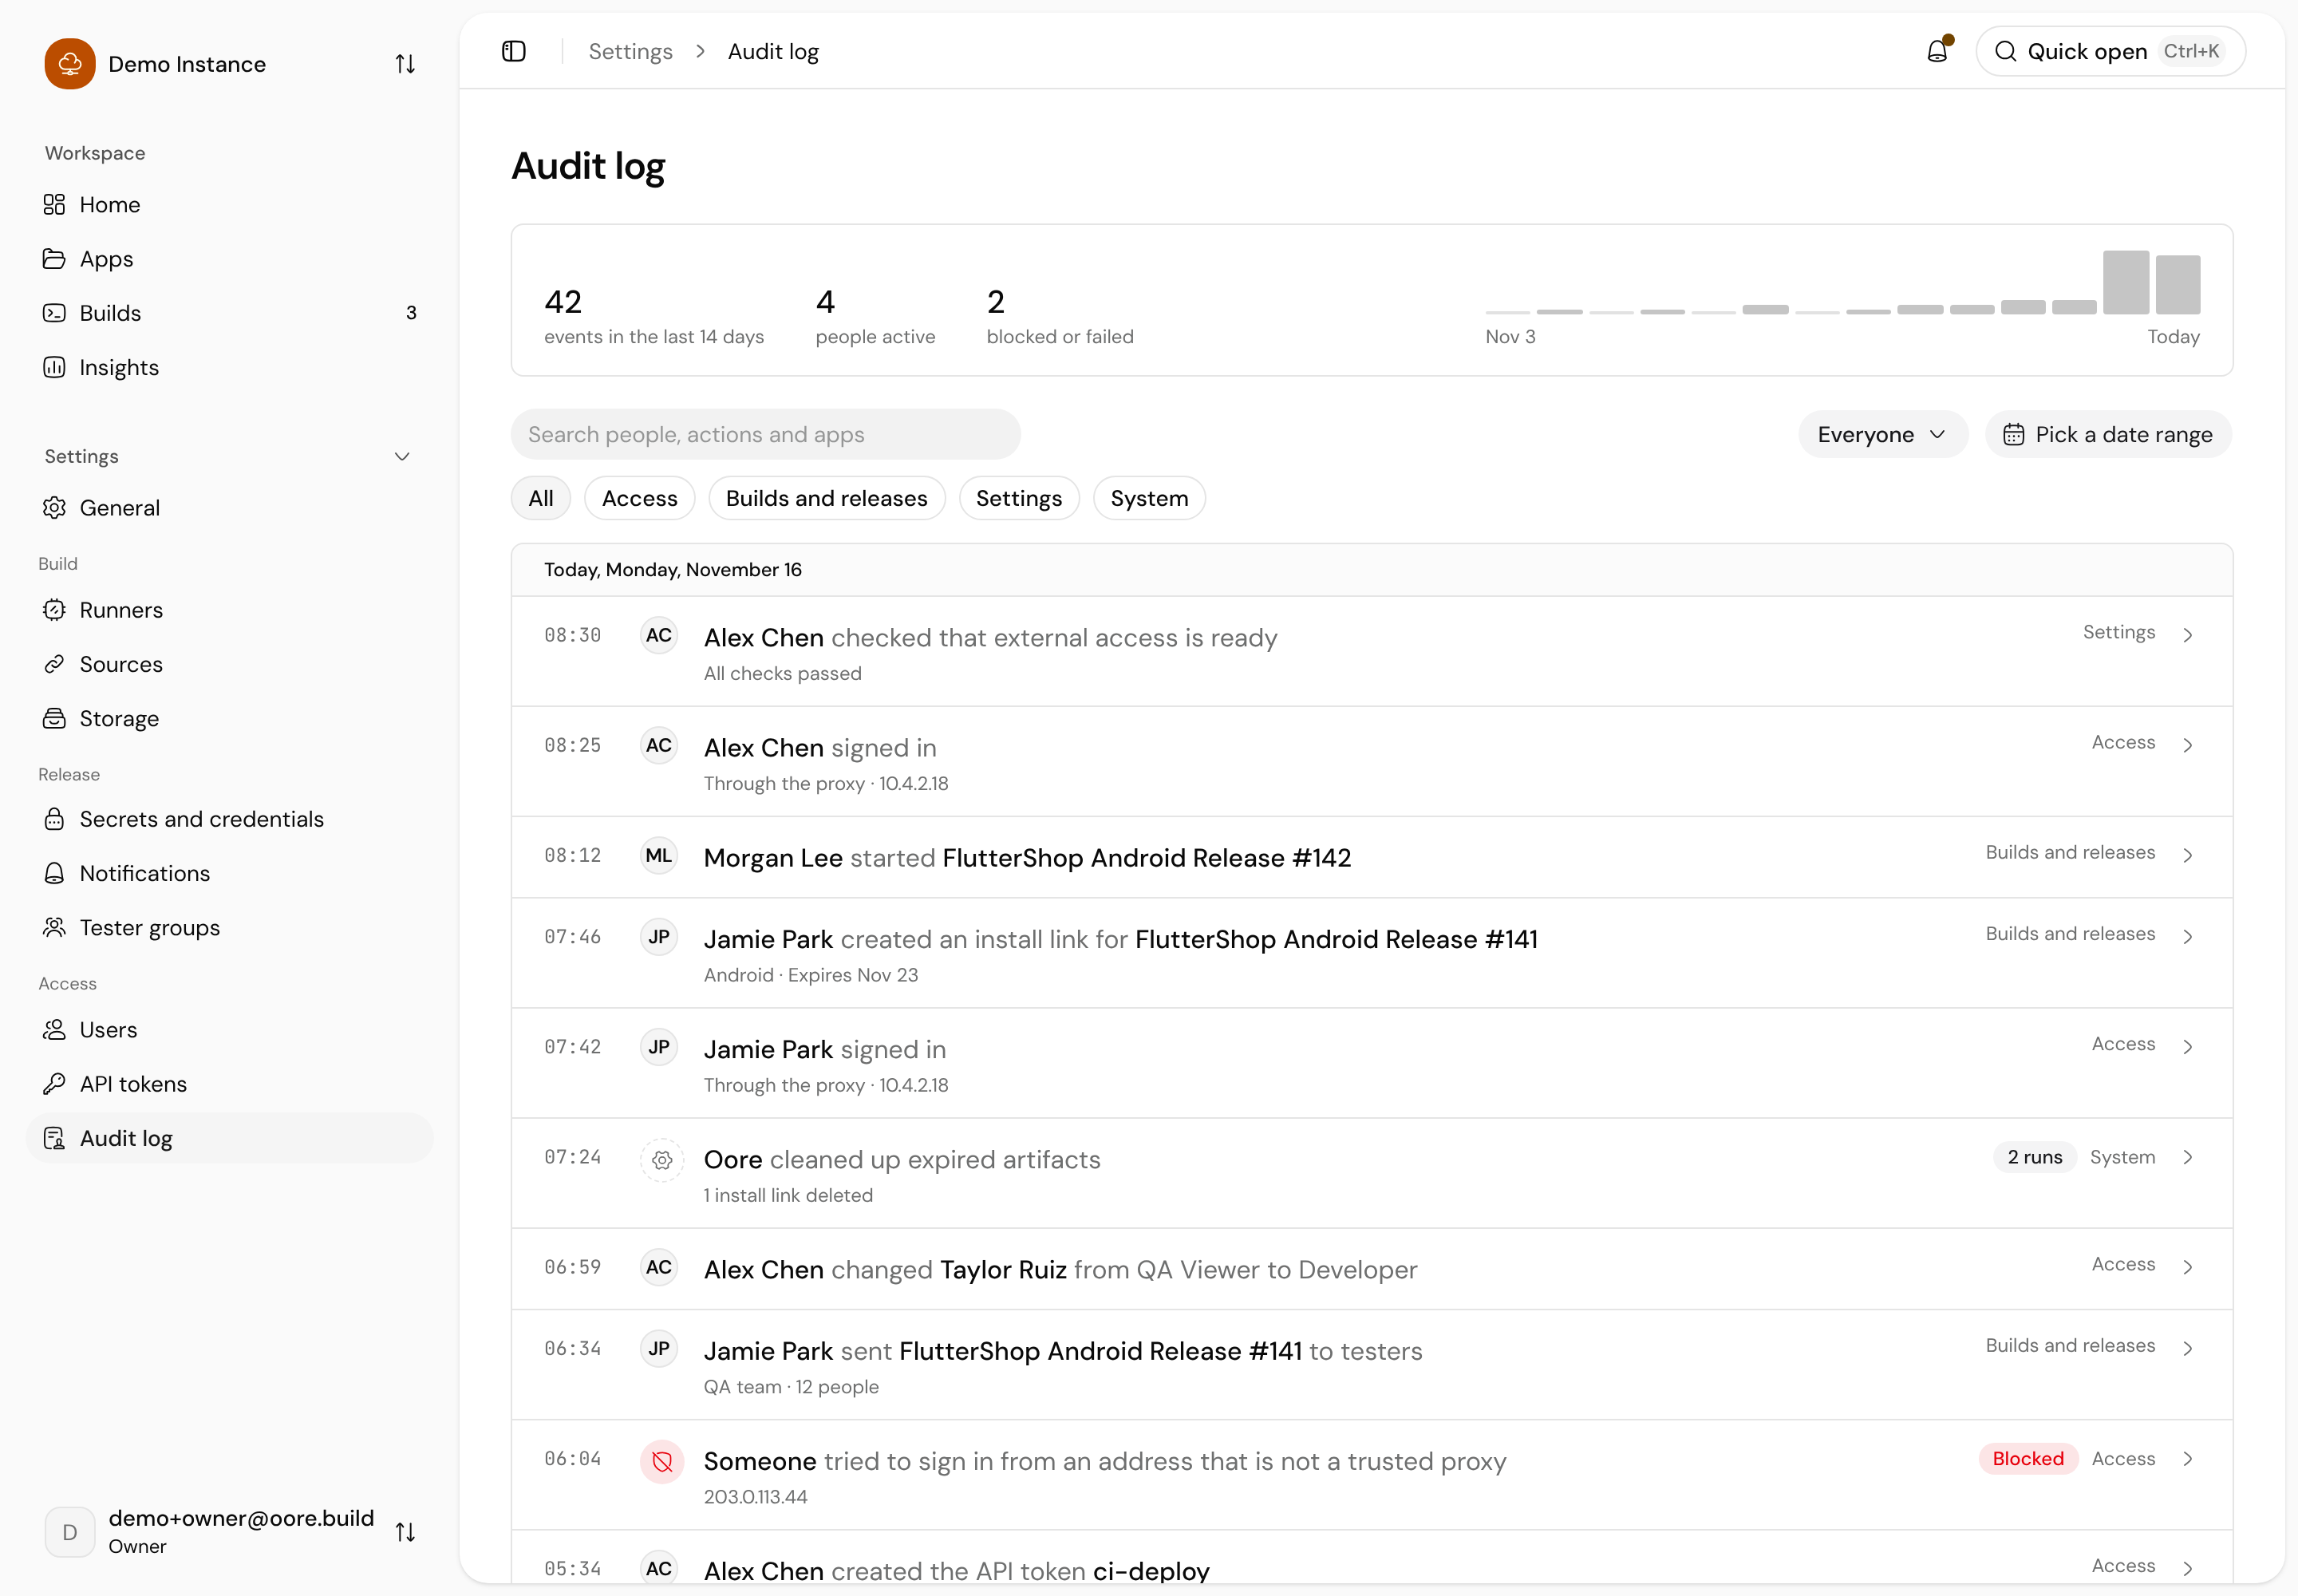 Demo Instance
Workspace
Home
Apps
Builds 3
Insights
Settings
General
Build
Runners
Sources
Storage
Release
Secrets and credentials
Notifications
Tester groups
Access
Users
API tokens
Audit log
D
demo+owner@oore.build
Owner
Settings > Audit log
Quick open Ctrl+K
Audit log
42
events in the last 14 days
4
people active
2
blocked or failed
Nov 3
Today
Search people, actions and apps
Everyone
Pick a date range
All
Access
Builds and releases
Settings
System
Today, Monday, November 16
08:30 AC Alex Chen checked that external access is ready Settings
All checks passed
08:25 AC Alex Chen signed in Access
Through the proxy · 10.4.2.18
08:12 ML Morgan Lee started FlutterShop Android Release #142 Builds and releases
07:46 JP Jamie Park created an install link for FlutterShop Android Release #141 Builds and releases
Android · Expires Nov 23
07:42 JP Jamie Park signed in Access
Through the proxy · 10.4.2.18
07:24 Oore cleaned up expired artifacts 2 runs System
1 install link deleted
06:59 AC Alex Chen changed Taylor Ruiz from QA Viewer to Developer Access
06:34 JP Jamie Park sent FlutterShop Android Release #141 to testers Builds and releases
QA team · 12 people
06:04 Someone tried to sign in from an address that is not a trusted proxy Blocked Access
203.0.113.44
05:34 AC Alex Chen created the API token ci-deploy Access